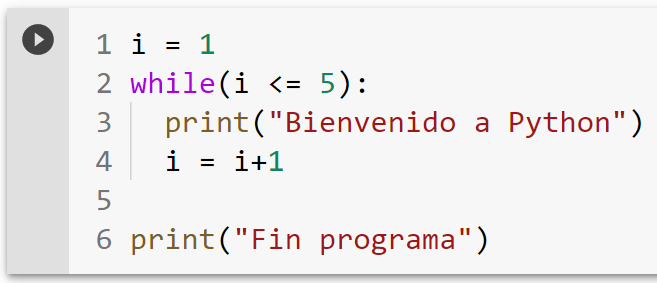 1 i = 1
2 while(i <= 5):
3   print("Bienvenido a Python")
4   i = i+1
5
6 print("Fin programa")